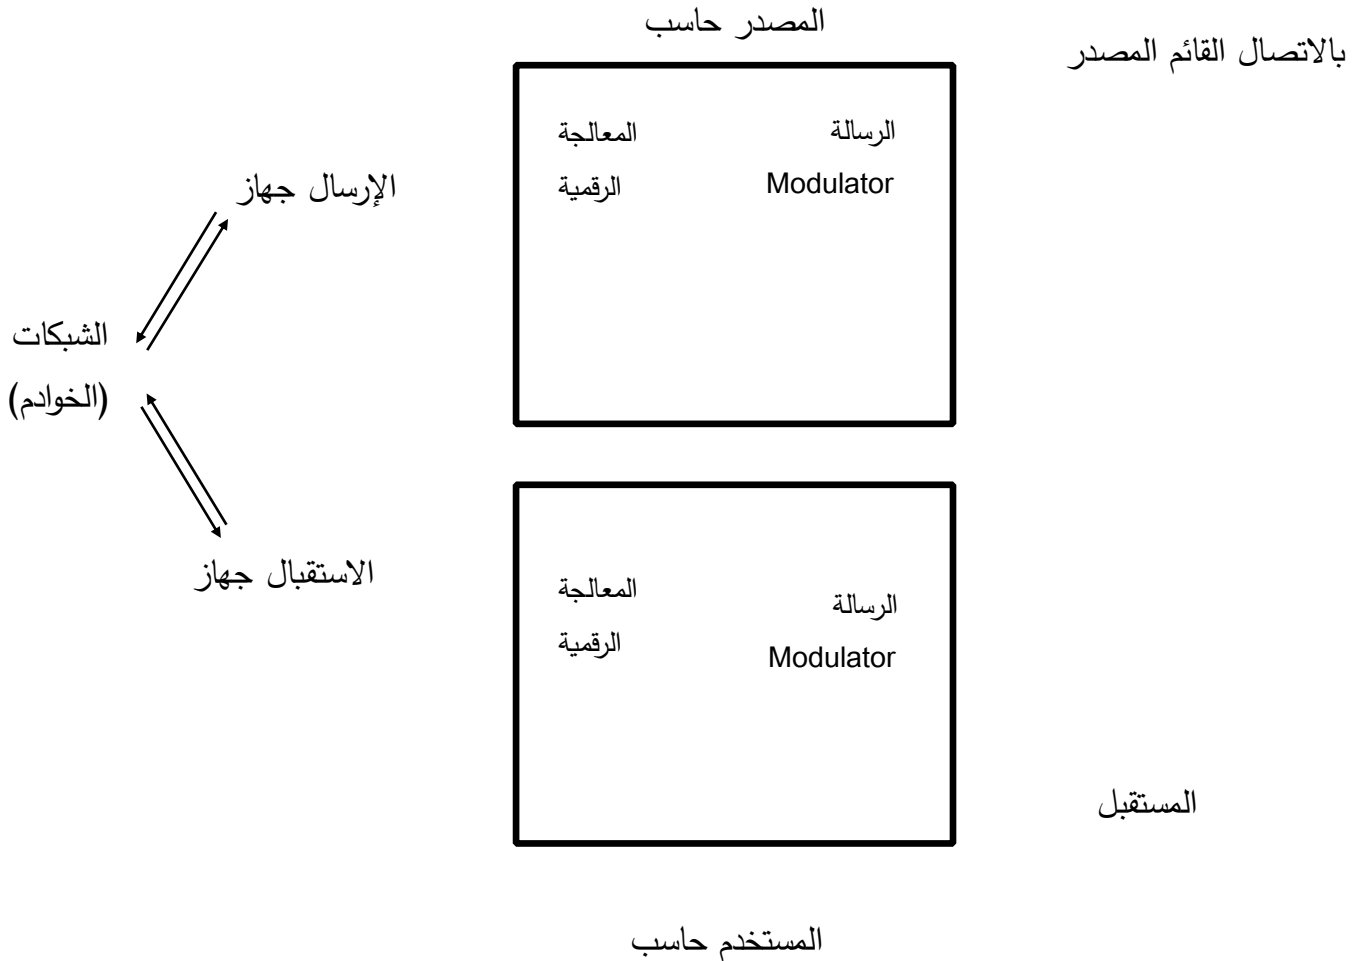 المصدر حاسب
بالاتصال القائم المصدر
الرسالة
Modulator
المعالجة
الرقمية
الإرسال جهاز
الشبكات
(الخوادم)
الاستقبال جهاز
الرسالة
Modulator
المعالجة
الرقمية
المستقبل
المستخدم حاسب